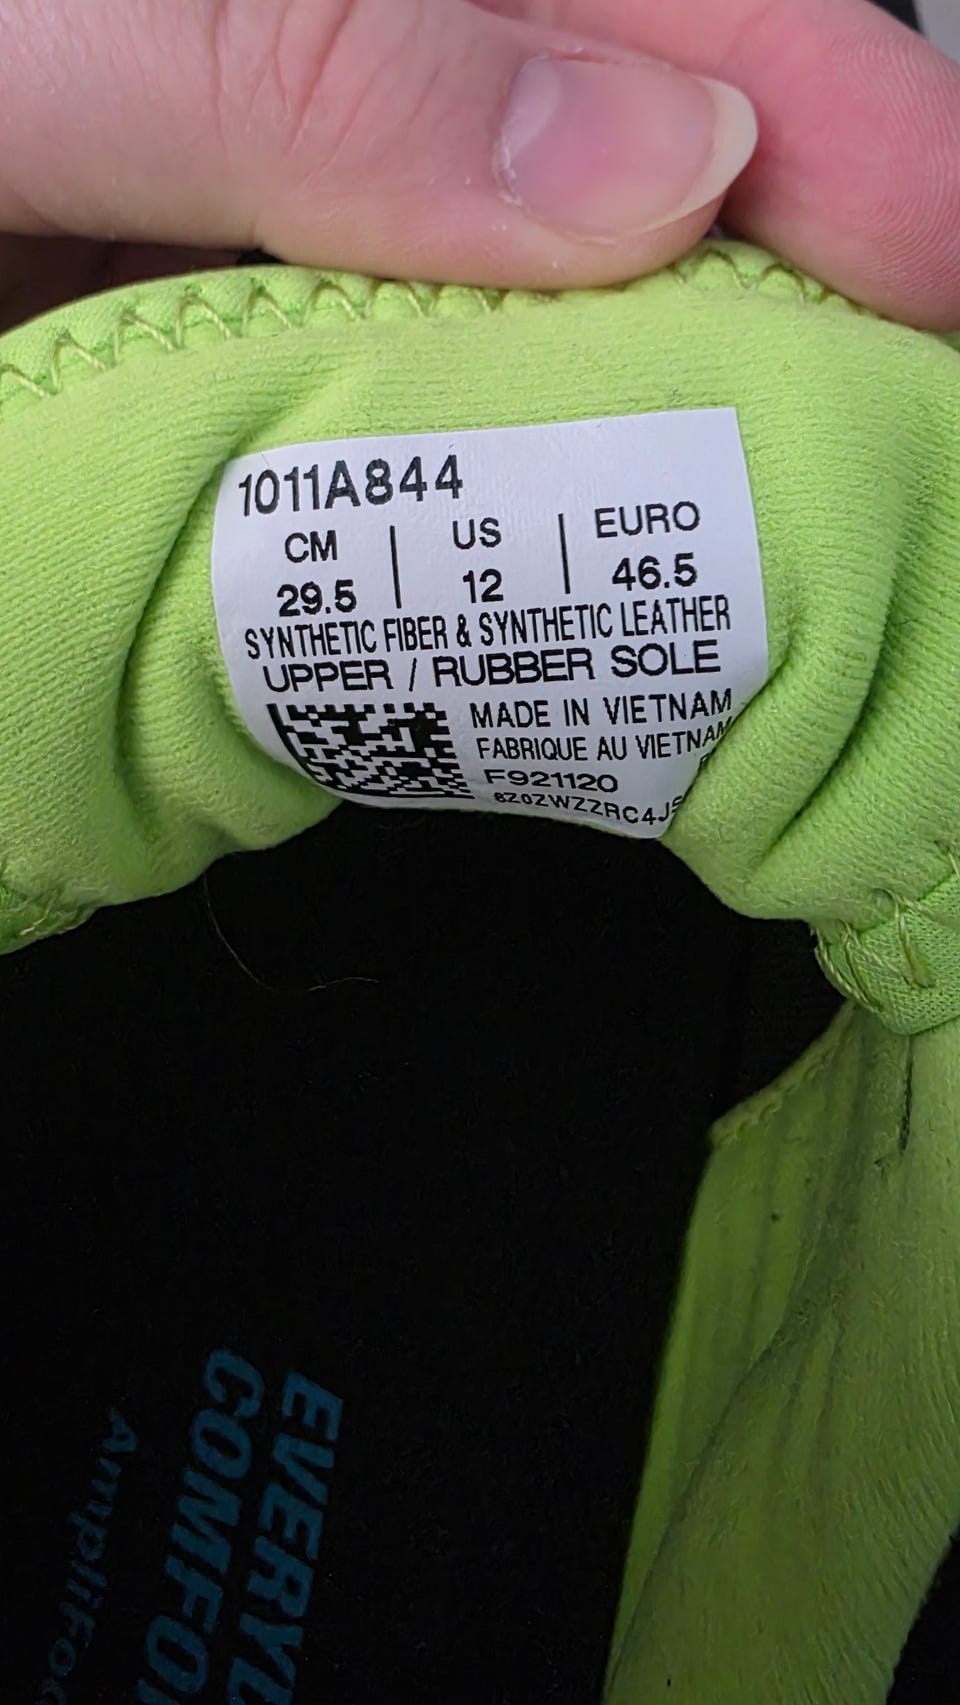 1011A844
CM | US | EURO
29.5 | 12 | 46.5
SYNTHETIC FIBER & SYNTHETIC LEATHER
UPPER / RUBBER SOLE
MADE IN VIETNAM
FABRIQUE AU VIETNAM
F921120
EVERYD
COMFO